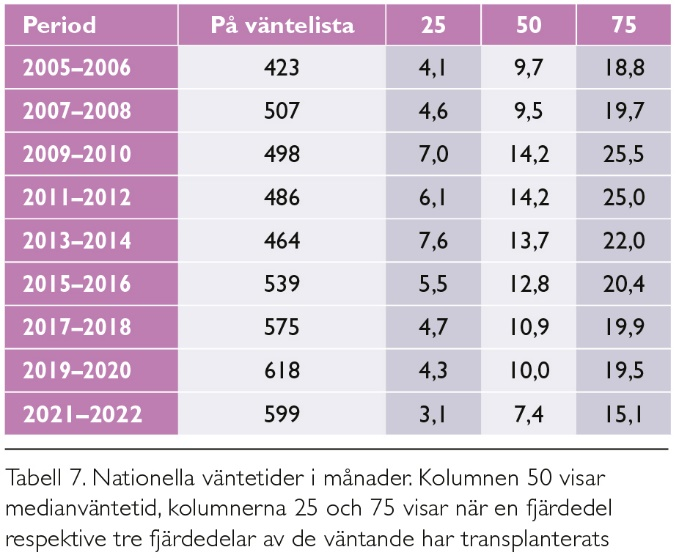 Period På väntelista 25 50 75
2005–2006 423 4,1 9,7 18,8
2007–2008 507 4,6 9,5 19,7
2009–2010 498 7,0 14,2 25,5
2011–2012 486 6,1 14,2 25,0
2013–2014 464 7,6 13,7 22,0
2015–2016 539 5,5 12,8 20,4
2017–2018 575 4,7 10,9 19,9
2019–2020 618 4,3 10,0 19,5
2021–2022 599 3,1 7,4 15,1
Tabell 7. Nationella väntetider i månader. Kolumnen 50 visar
medianväntetid, kolumnerna 25 och 75 visar när en fjärdedel
respektive tre fjärdedelar av de väntande har transplanterats